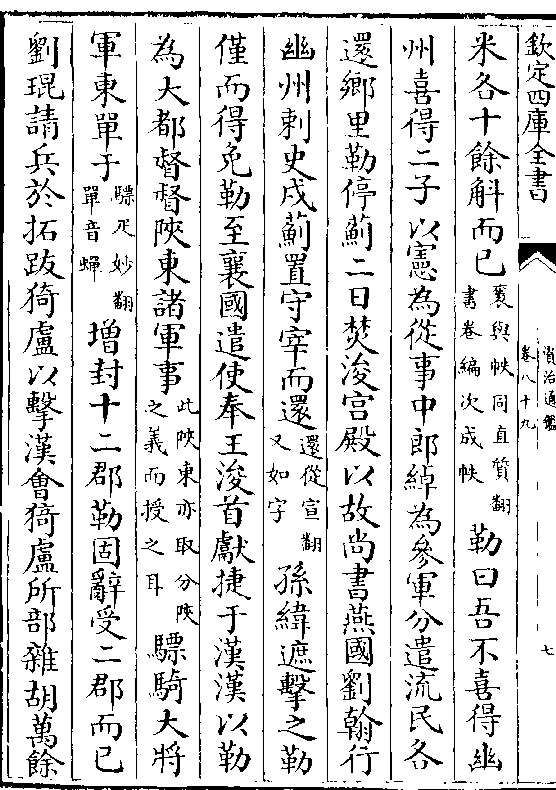 欽定四庫全書
資治通鑑
卷八十九
七
米各十餘斛而已袠與帙同直質翻書卷編次成帙勒曰吾不喜得幽
州喜得二子以憲為從事中郎綽為參軍分遣流民各
還鄉里勒停薊二日焚浚宫殿以故尚書燕國劉翰行
幽州刺史戍薊置守宰而還還從宣翻又如字孫緯遮擊之勒
僅而得免勒至襄國遣使奉王浚首獻捷于漢漢以勒
為大都督督陜東諸軍事此陜東亦取分陜之義而授之耳驃騎大將
軍東單于驃疋妙翻單音蟬增封十二郡勒固辭受二郡而已
劉琨請兵於拓跋猗盧以擊漢會猗盧所部雜胡萬餘